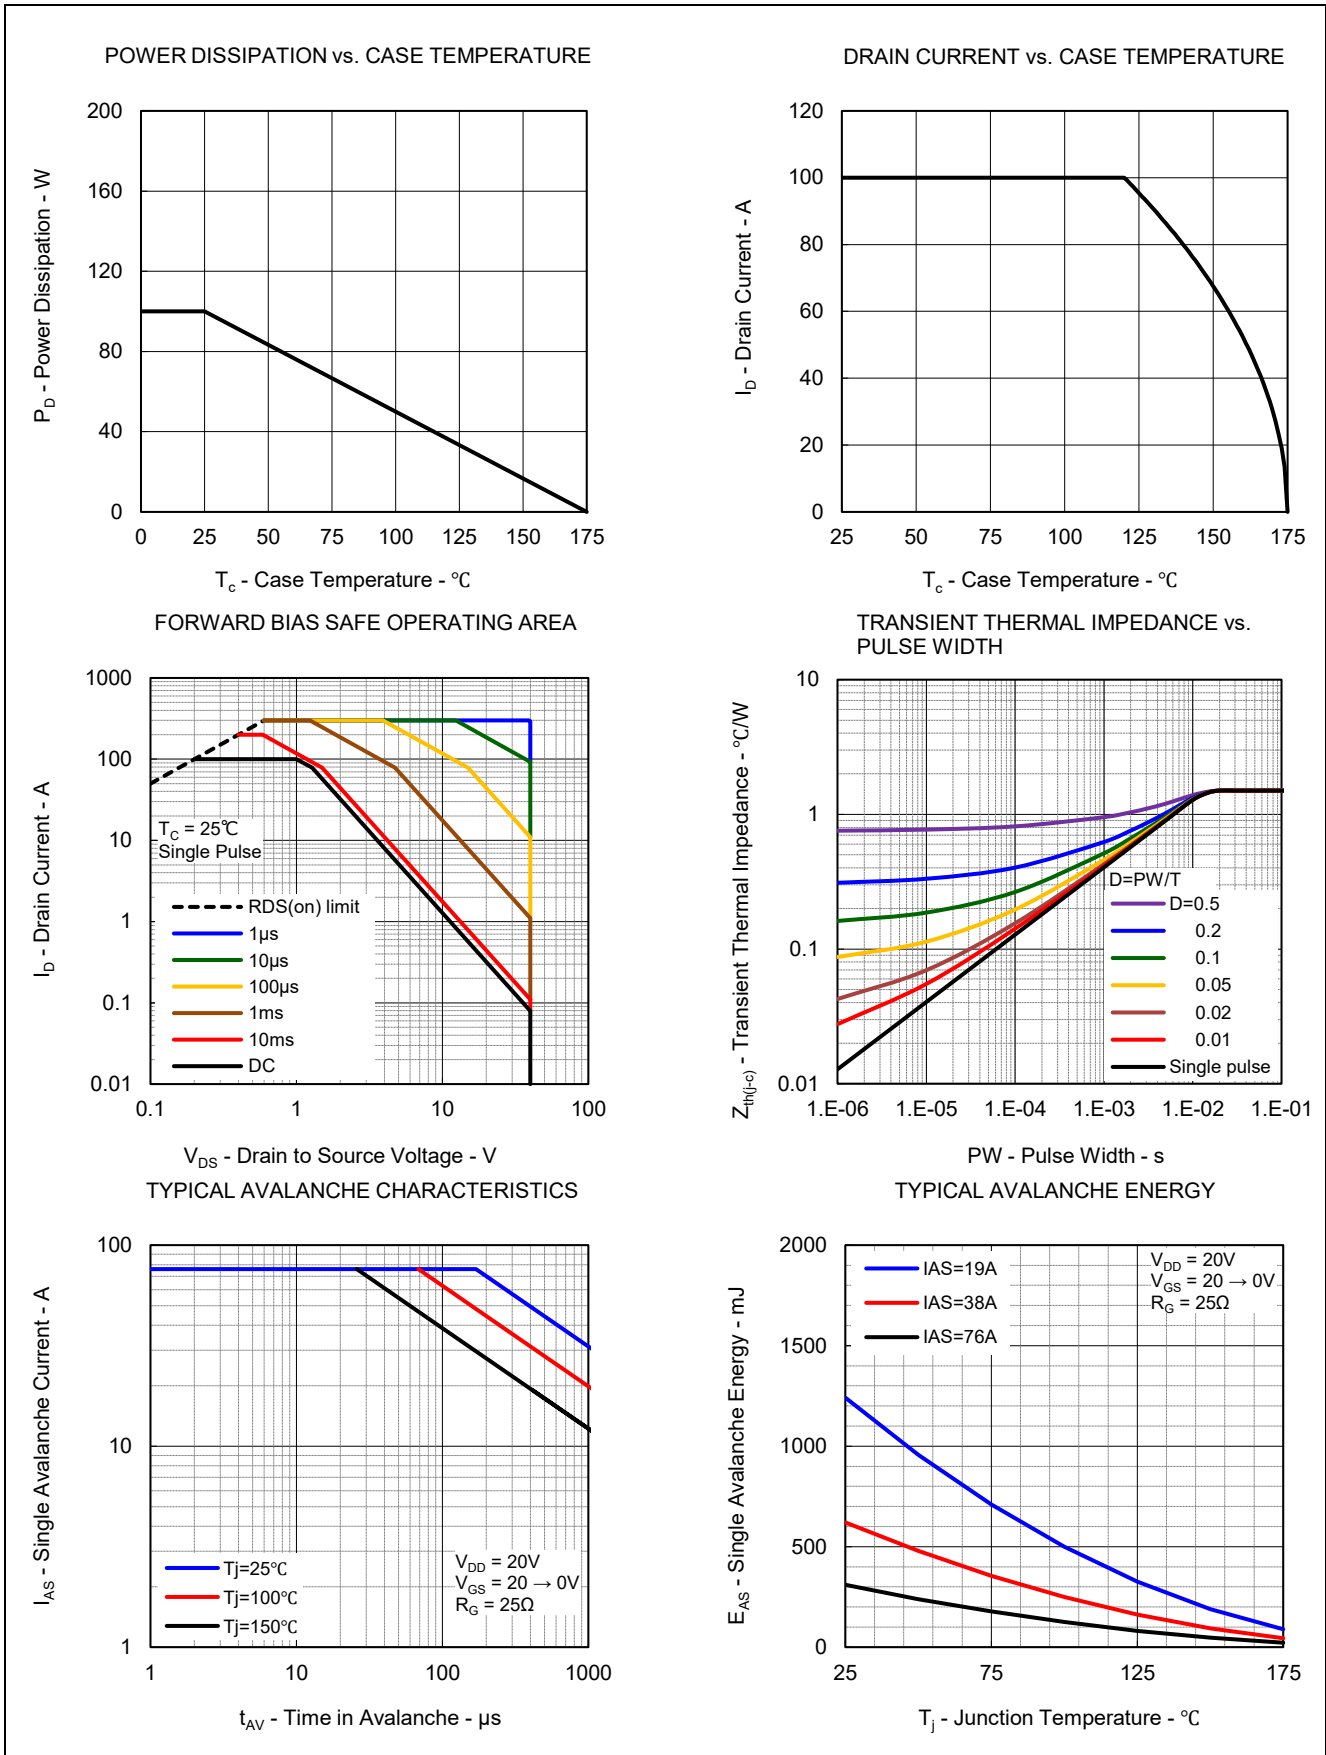 POWER DISSIPATION vs. CASE TEMPERATURE
P_D - Power Dissipation - W
200
160
120
80
40
0
0 25 50 75 100 125 150 175
T_c - Case Temperature - ℃
DRAIN CURRENT vs. CASE TEMPERATURE
I_D - Drain Current - A
120
100
80
60
40
20
0
25 50 75 100 125 150 175
T_c - Case Temperature - ℃
FORWARD BIAS SAFE OPERATING AREA
I_D - Drain Current - A
1000
100
10
1
0.1
0.01
T_C = 25℃
Single Pulse
RDS(on) limit
1μs
10μs
100μs
1ms
10ms
DC
0.1 1 10 100
V_DS - Drain to Source Voltage - V
TRANSIENT THERMAL IMPEDANCE vs.
PULSE WIDTH
Z_th(j-c) - Transient Thermal Impedance - ℃/W
10
1
0.1
0.01
D=PW/T
D=0.5
0.2
0.1
0.05
0.02
0.01
Single pulse
1.E-06 1.E-05 1.E-04 1.E-03 1.E-02 1.E-01
PW - Pulse Width - s
TYPICAL AVALANCHE CHARACTERISTICS
I_AS - Single Avalanche Current - A
100
10
1
Tj=25℃
Tj=100℃
Tj=150℃
V_DD = 20V
V_GS = 20 → 0V
R_G = 25Ω
1 10 100 1000
t_AV - Time in Avalanche - μs
TYPICAL AVALANCHE ENERGY
E_AS - Single Avalanche Energy - mJ
2000
1500
1000
500
0
IAS=19A
IAS=38A
IAS=76A
V_DD = 20V
V_GS = 20 → 0V
R_G = 25Ω
25 75 125 175
T_j - Junction Temperature - ℃